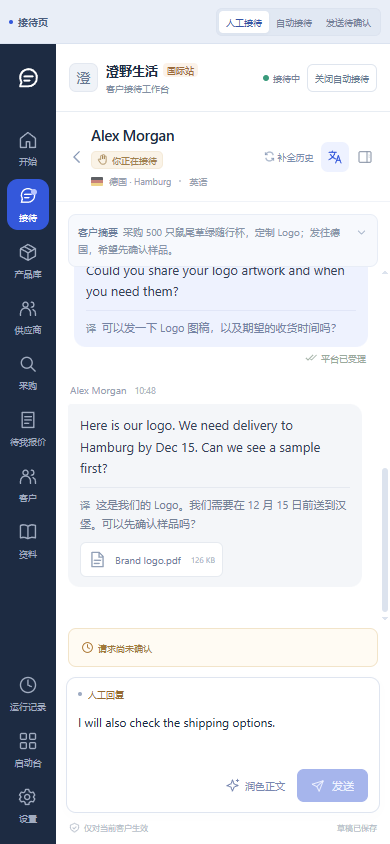 接待页
人工接待 自动接待 发送待确认
澄
澄野生活 国际站
客户接待工作台
接待中
关闭自动接待
开始
接待
产品库
供应商
采购
待我报价
客户
资料
运行记录
启动台
设置
Alex Morgan
你正在接待
德国 · Hamburg · 英语
补全历史
客户摘要 采购 500 只鼠尾草绿随行杯，定制 Logo；发往德
国，希望先确认样品。
Could you share your logo artwork and when
you need them?
译 可以发一下 Logo 图稿，以及期望的收货时间吗？
平台已受理
Alex Morgan 10:48
Here is our logo. We need delivery to
Hamburg by Dec 15. Can we see a sample
first?
译 这是我们的 Logo。我们需要在 12 月 15 日前送到汉
堡。可以先确认样品吗？
Brand logo.pdf 126 KB
请求尚未确认
人工回复
I will also check the shipping options.
润色正文
发送
仅对当前客户生效
草稿已保存